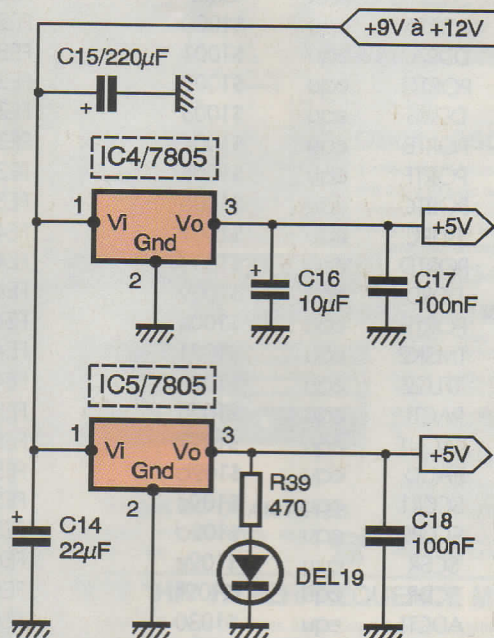 +9V à +12V
C15/220µF
+
IC4/7805
1 Vi Vo 3
Gnd
2
+5V
+ C16
10µF
C17
100nF
IC5/7805
1 Vi Vo 3
Gnd
2
+5V
R39
470
+ C14
22µF
DEL19
C18
100nF